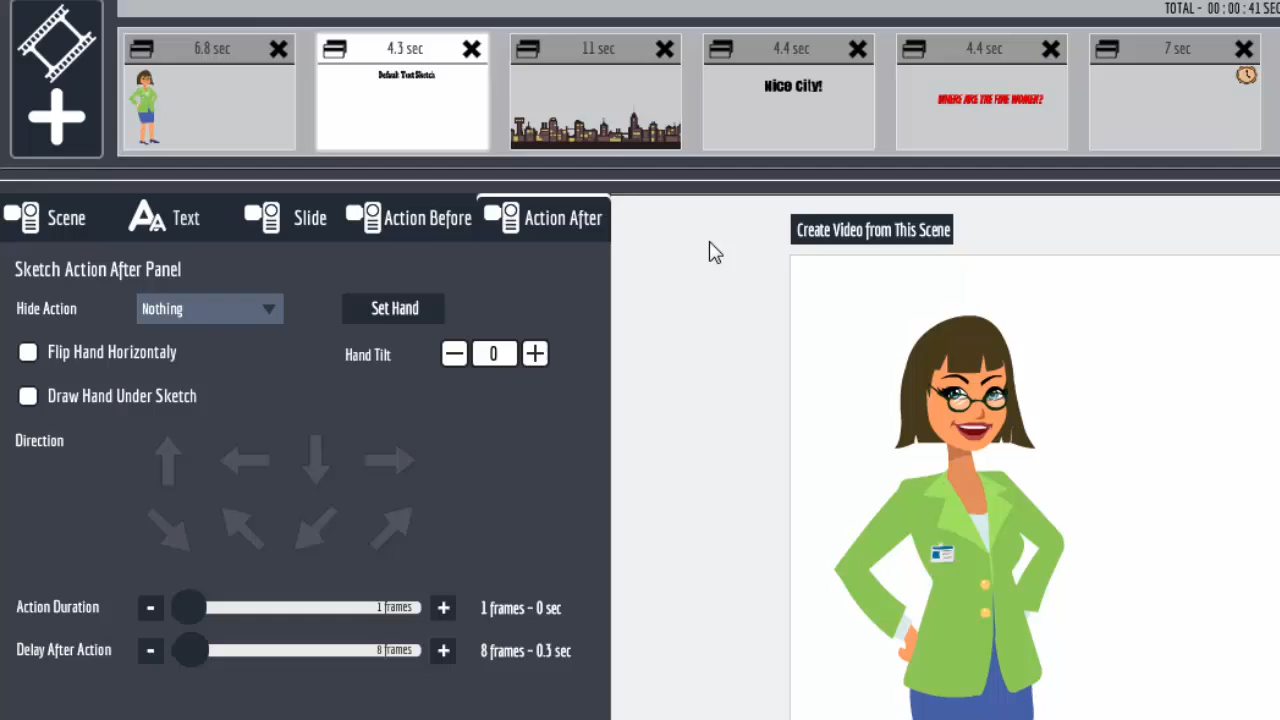 TOTAL - 00:00:41 SEC
6.8 sec
4.3 sec
11 sec
4.4 sec
4.4 sec
7 sec
Default Text Sketch
Nice City!
WHERE ARE THE FINE WOMEN?
Scene
Text
Slide
Action Before
Action After
Create Video from This Scene
Sketch Action After Panel
Hide Action
Nothing
Set Hand
Flip Hand Horizontaly
Hand Tilt
0
Draw Hand Under Sketch
Direction
Action Duration
1 frames
1 frames - 0 sec
Delay After Action
8 frames
8 frames - 0.3 sec